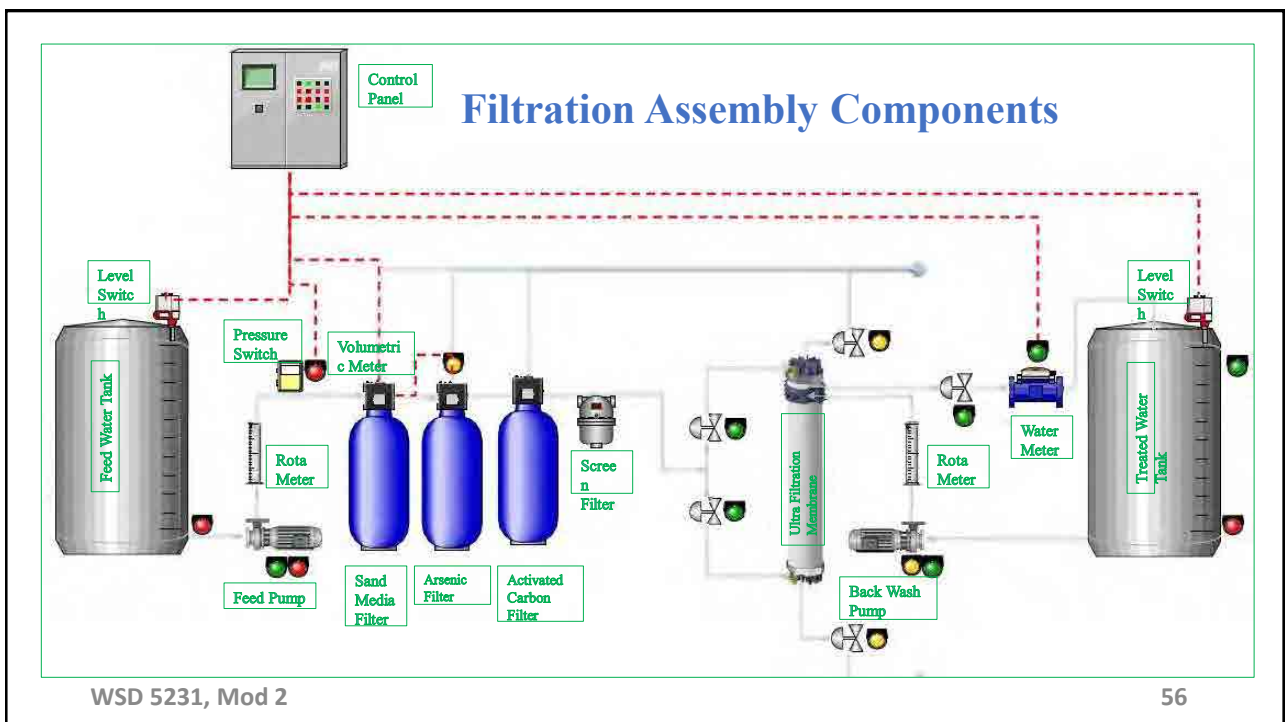 Control
Panel
Filtration Assembly Components
Level
Switc
h
Level
Switc
h
Pressure
Switch
Volumetri
c Meter
Feed Water Tank
Rota
Meter
Scree
n
Filter
Ultra Filtration
Membrane
Rota
Meter
Water
Meter
Treated Water
Tank
Feed Pump
Sand
Media
Filter
Arsenic
Filter
Activated
Carbon
Filter
Back Wash
Pump
WSD 5231, Mod 2
56